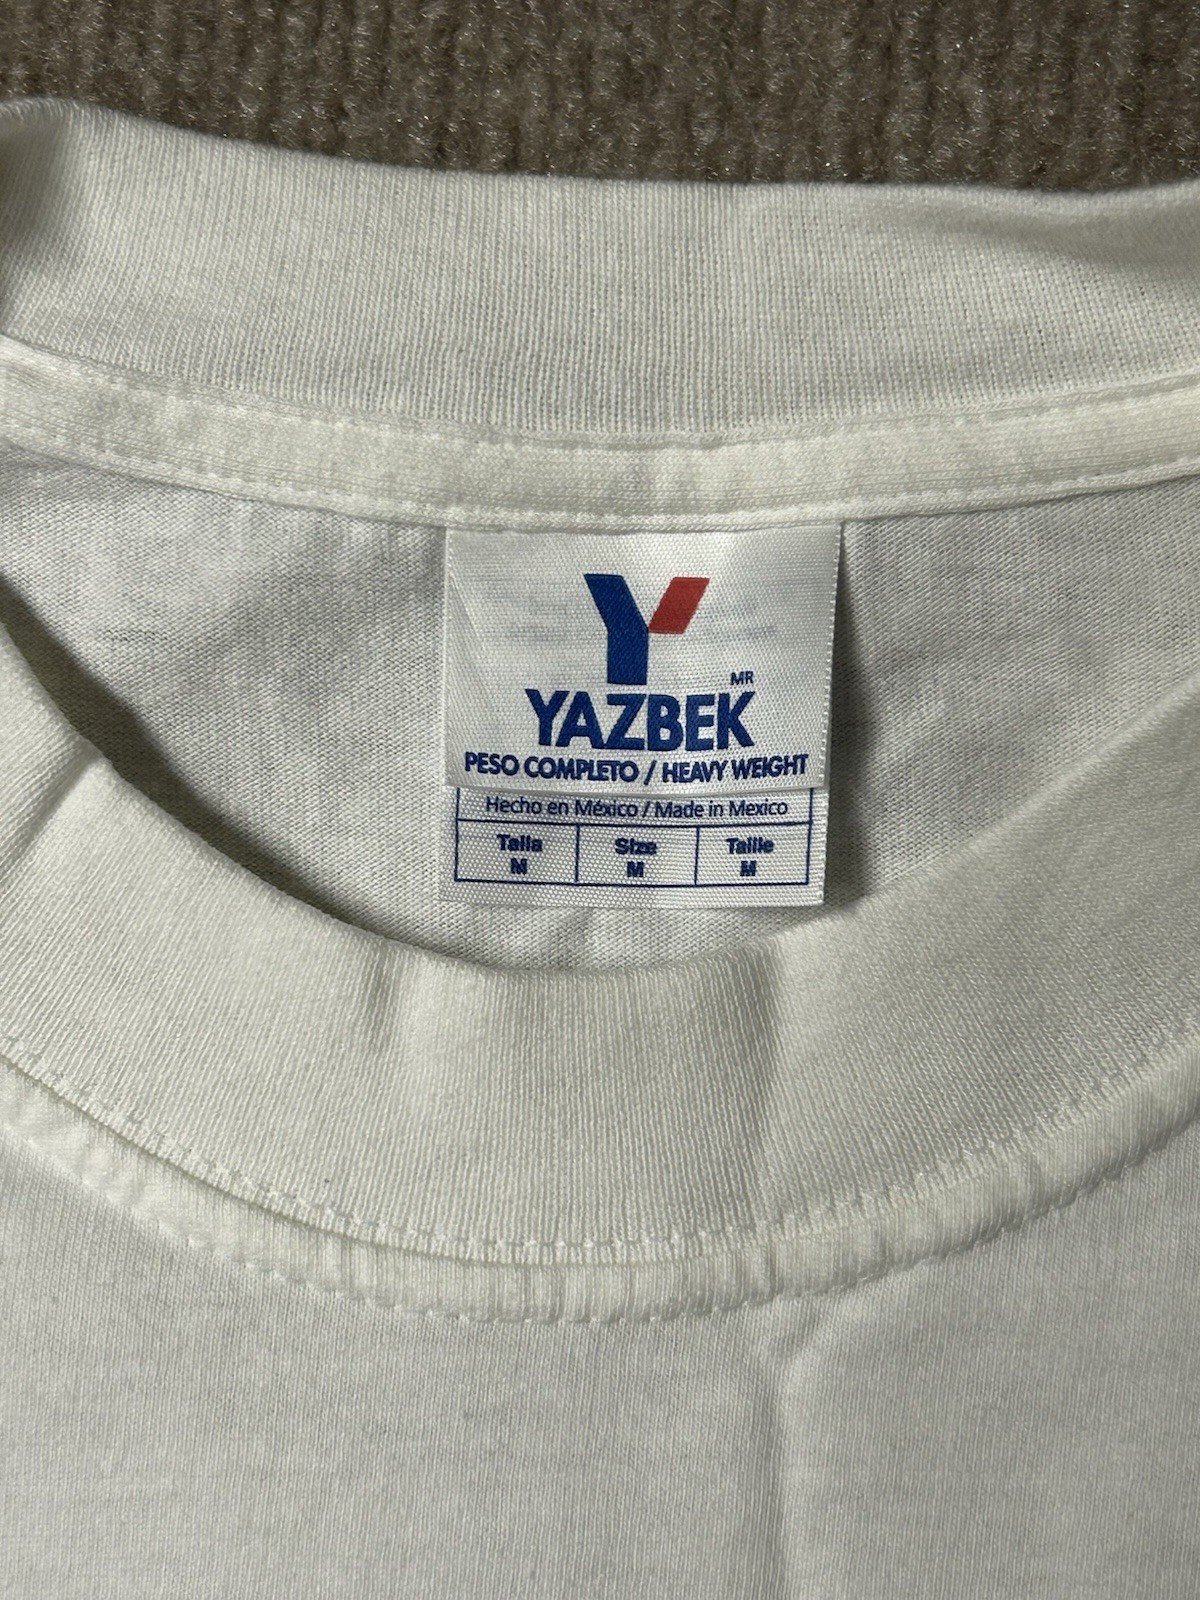 MR
YAZBEK
PESO COMPLETO / HEAVY WEIGHT
Hecho en México / Made in Mexico
Talla Size Taille
M M M